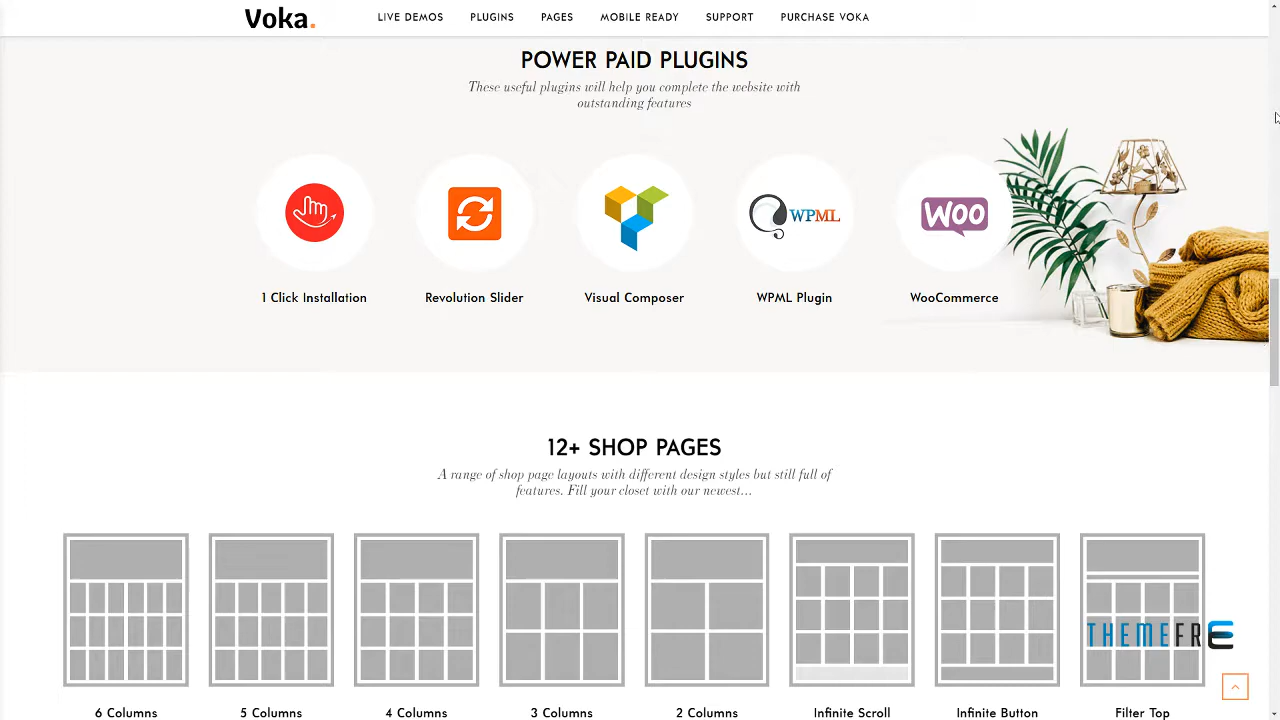 Voka.
LIVE DEMOS PLUGINS PAGES MOBILE READY SUPPORT PURCHASE VOKA
POWER PAID PLUGINS
These useful plugins will help you complete the website with
outstanding features
WPML
WOO
1 Click Installation Revolution Slider Visual Composer WPML Plugin WooCommerce
12+ SHOP PAGES
A range of shop page layouts with different design styles but still full of
features. Fill your closet with our newest...
THEMEFRE
6 Columns 5 Columns 4 Columns 3 Columns 2 Columns Infinite Scroll Infinite Button Filter Top